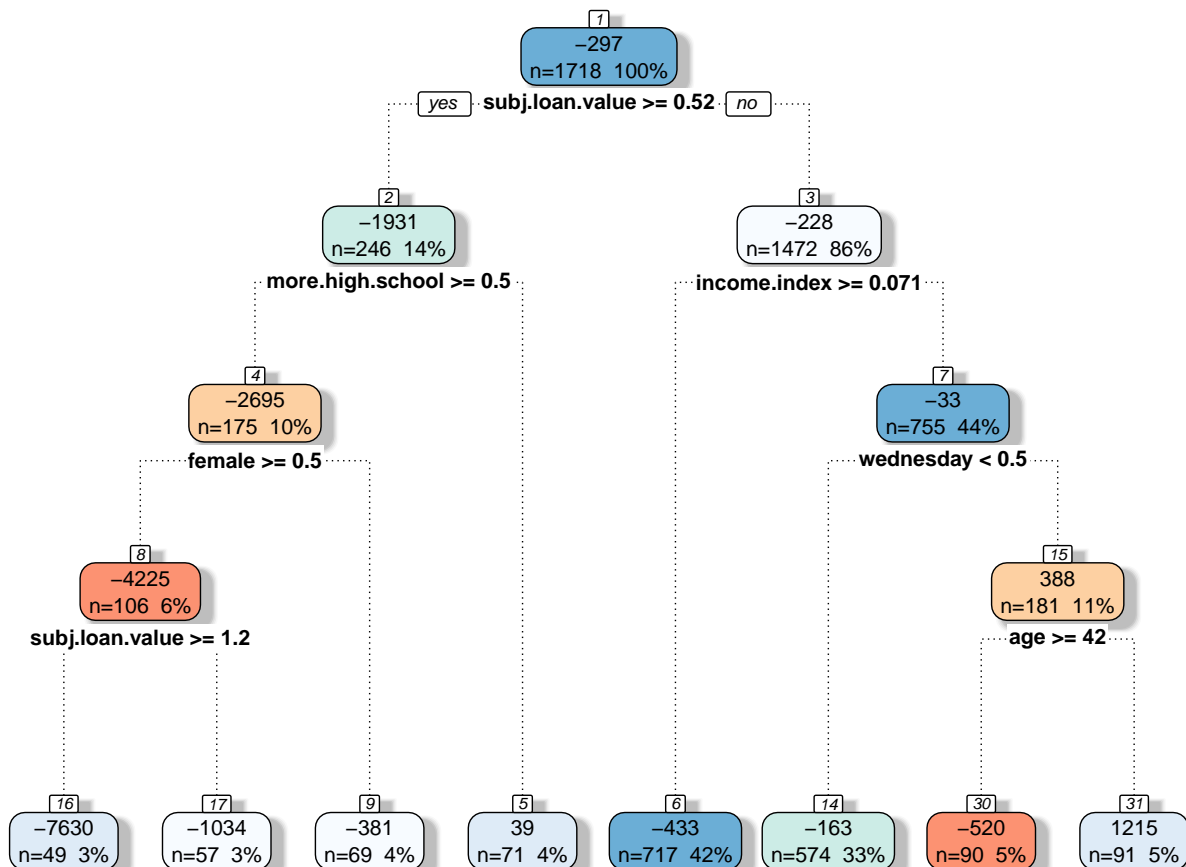 1
−297
n=1718 100%
yes subj.loan.value >= 0.52 no
2 3
−1931 −228
n=246 14% n=1472 86%
more.high.school >= 0.5 income.index >= 0.071
4 7
−2695 −33
n=175 10% n=755 44%
female >= 0.5 wednesday < 0.5
8 15
−4225 388
n=106 6% n=181 11%
subj.loan.value >= 1.2 age >= 42
16 17 9 5 6 14 30 31
−7630 −1034 −381 39 −433 −163 −520 1215
n=49 3% n=57 3% n=69 4% n=71 4% n=717 42% n=574 33% n=90 5% n=91 5%